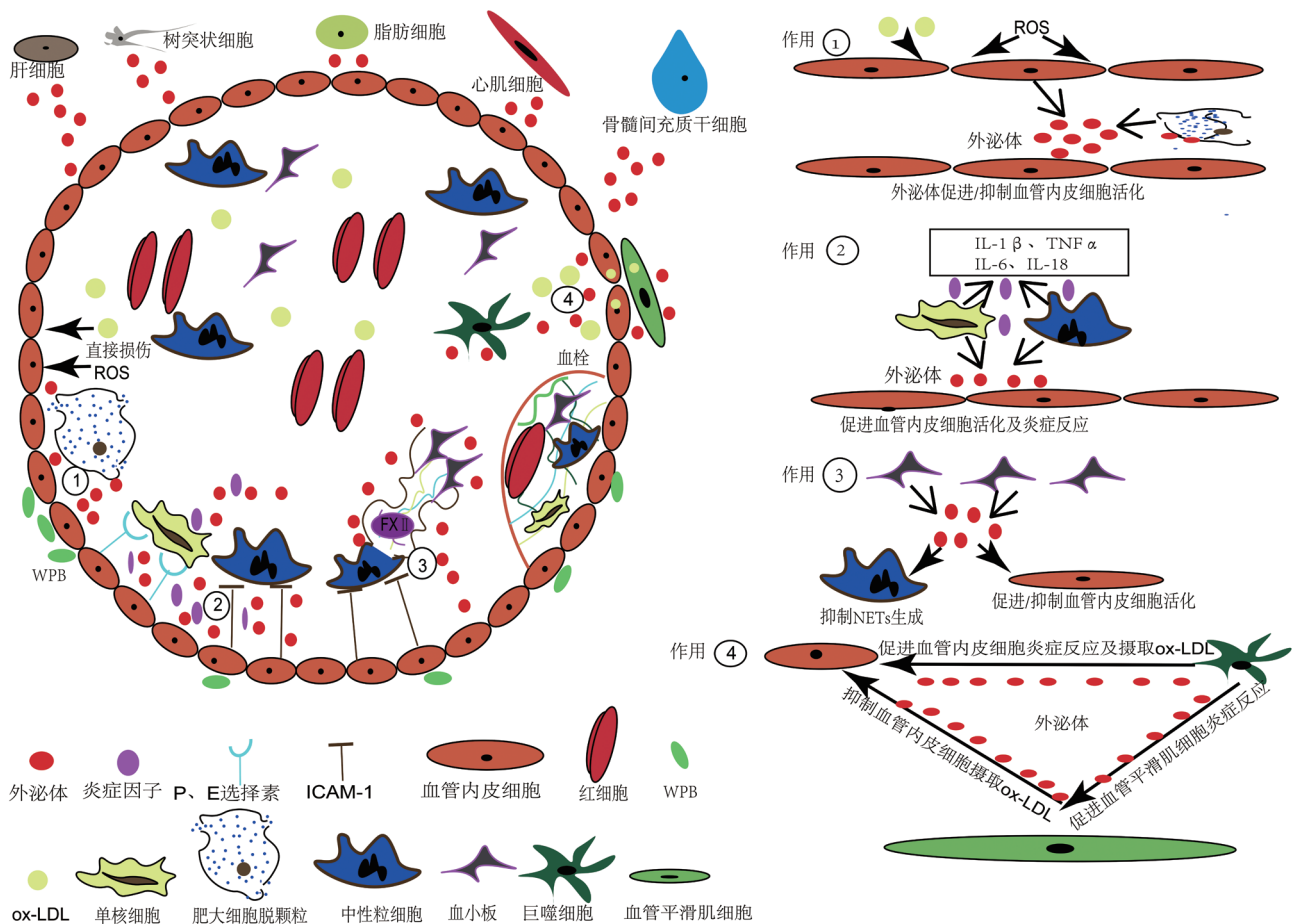 肝细胞
树突状细胞
脂肪细胞
心肌细胞
骨髓间充质干细胞
直接损伤
ROS
1
WPB
2
FXⅡ
3
4
血栓
外泌体
炎症因子
P、E选择素
ICAM-1
血管内皮细胞
红细胞
WPB
ox-LDL
单核细胞
肥大细胞脱颗粒
中性粒细胞
血小板
巨噬细胞
血管平滑肌细胞
作用 1
ROS
外泌体
外泌体促进/抑制血管内皮细胞活化
作用 2
IL-1β、TNFα
IL-6、IL-18
外泌体
促进血管内皮细胞活化及炎症反应
作用 3
抑制NETs生成
促进/抑制血管内皮细胞活化
作用 4
促进血管内皮细胞炎症反应及摄取ox-LDL
外泌体
抑制血管内皮细胞摄取ox-LDL
促进血管平滑肌细胞炎症反应